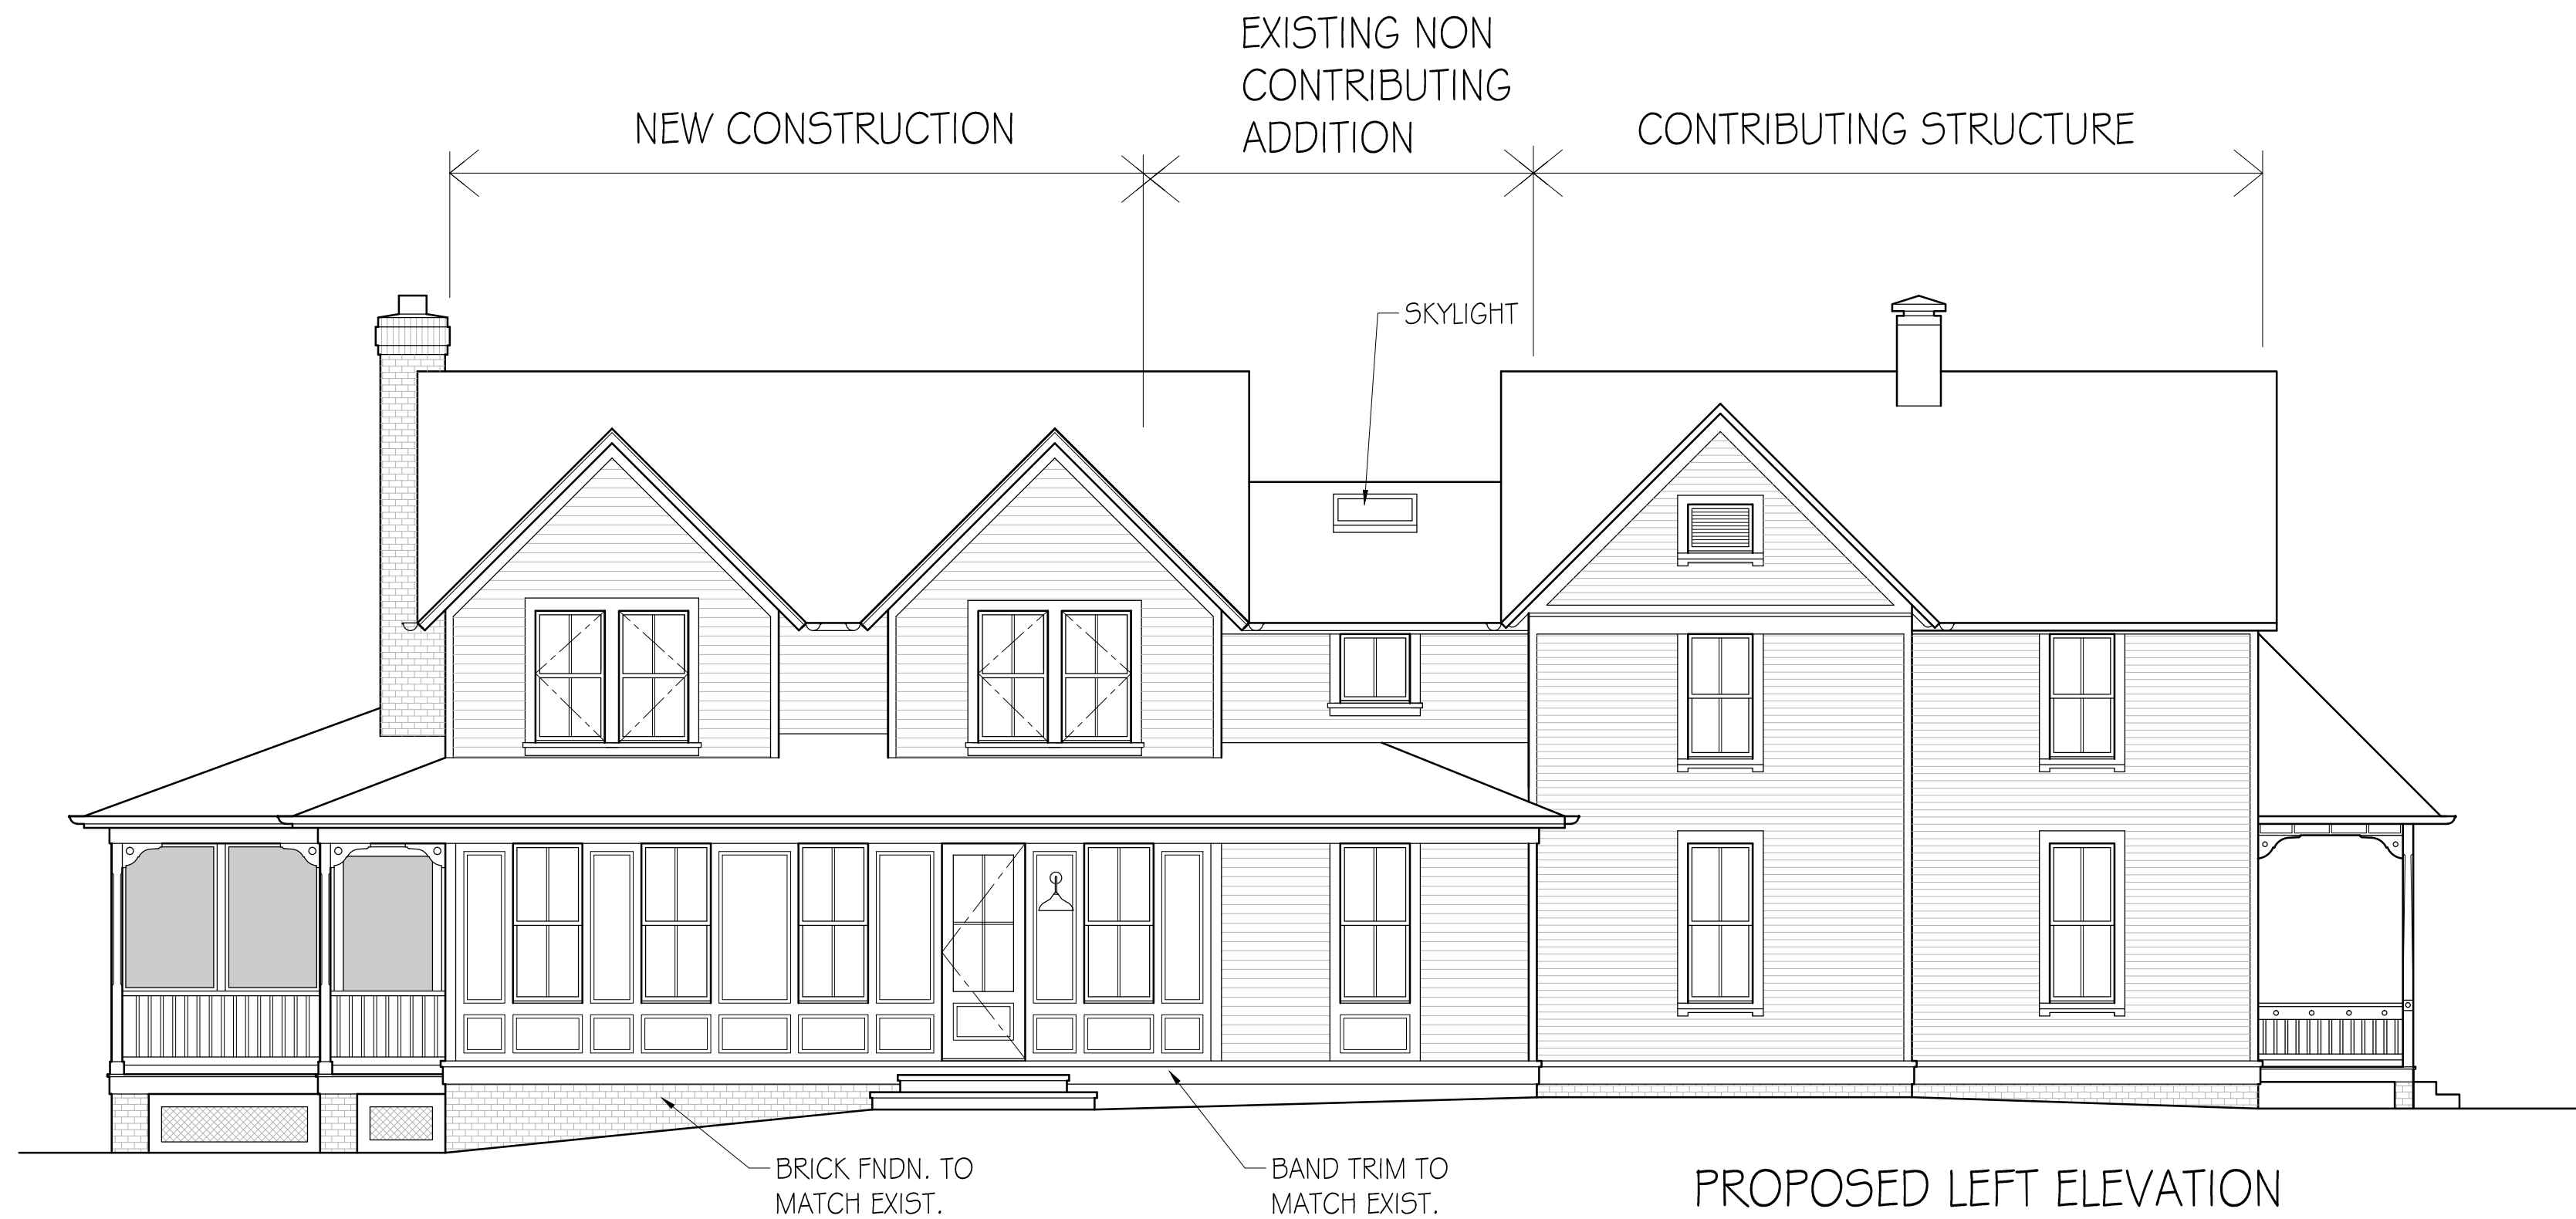 EXISTING NON
CONTRIBUTING
ADDITION
NEW CONSTRUCTION
CONTRIBUTING STRUCTURE
SKYLIGHT
BRICK FNDN. TO
MATCH EXIST.
BAND TRIM TO
MATCH EXIST.
PROPOSED LEFT ELEVATION